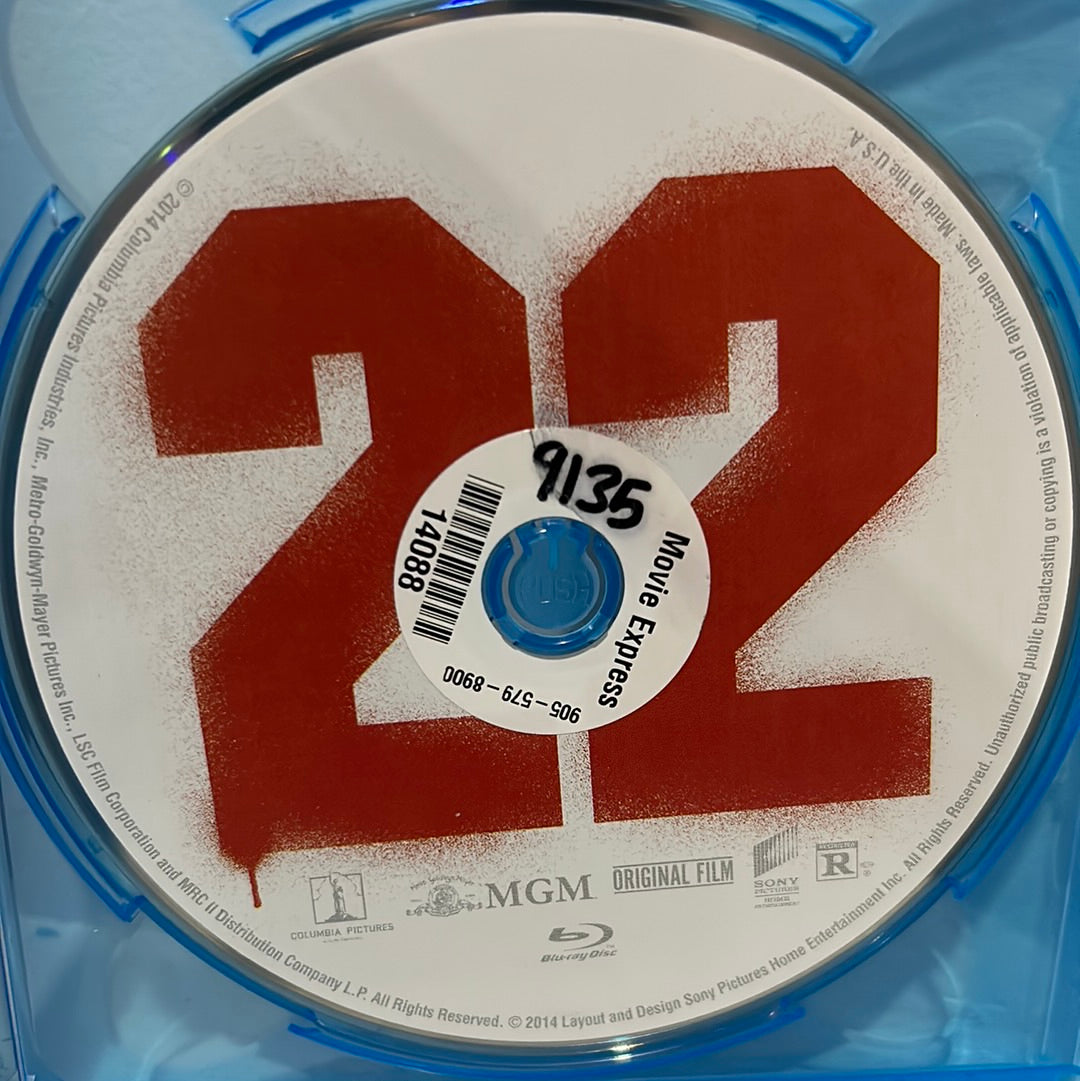 22
9135
Movie Express
905-579-8900
14088
PUSH
COLUMBIA PICTURES
MGM
ORIGINAL FILM
SONY
PICTURES
R
Blu-ray Disc
TM
© 2014 Columbia Pictures Industries, Inc., Metro-Goldwyn-Mayer Pictures Inc., LSC Film Corporation and MRC II Distribution Company L.P. All Rights Reserved. © 2014 Layout and Design Sony Pictures Home Entertainment Inc. All Rights Reserved. Unauthorized public broadcasting or copying is a violation of applicable laws. Made in the U.S.A.